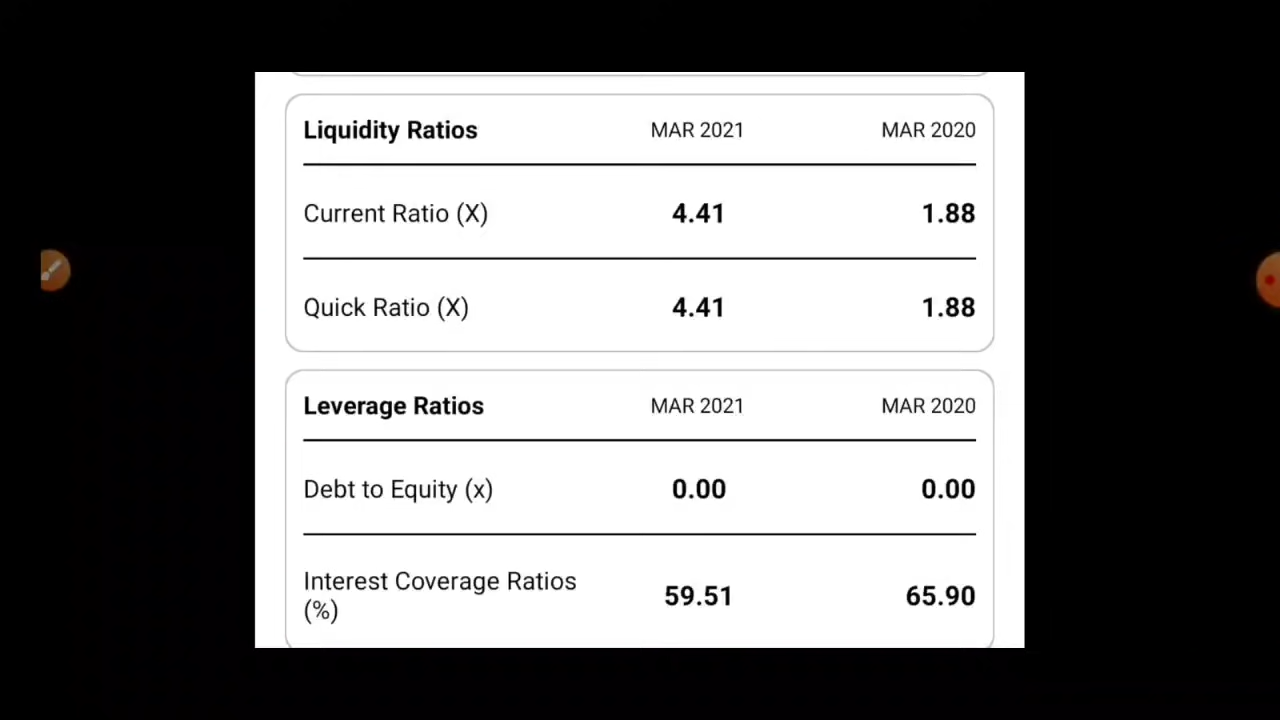 Liquidity Ratios MAR 2021 MAR 2020
Current Ratio (X) 4.41 1.88
Quick Ratio (X) 4.41 1.88
Leverage Ratios MAR 2021 MAR 2020
Debt to Equity (x) 0.00 0.00
Interest Coverage Ratios
(%) 59.51 65.90